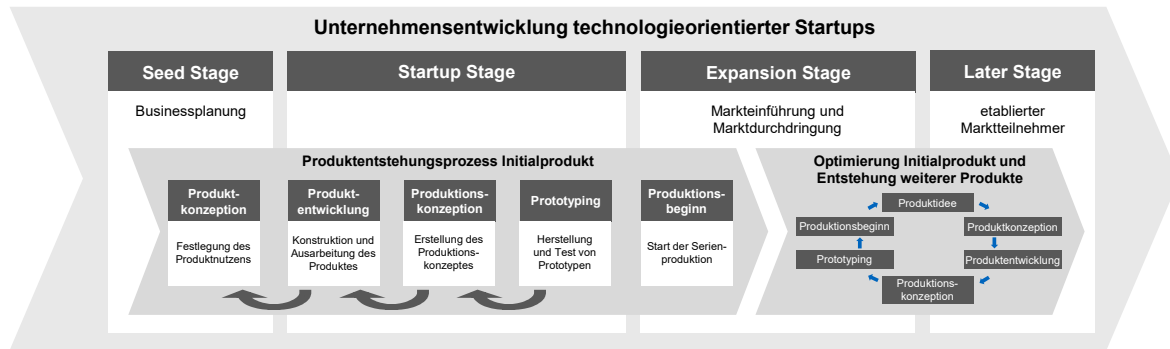 Unternehmensentwicklung technologieorientierter Startups
Seed Stage
Startup Stage
Expansion Stage
Later Stage
Businessplanung
Markteinführung und
Marktdurchdringung
etablierter
Marktteilnehmer
Produktentstehungsprozess Initialprodukt
Produkt-
konzeption
Festlegung des
Produktnutzens
Produkt-
entwicklung
Konstruktion und
Ausarbeitung des
Produktes
Produktions-
konzeption
Erstellung des
Produktions-
konzeptes
Prototyping
Herstellung
und Test von
Prototypen
Produktions-
beginn
Start der Serien-
produktion
Optimierung Initialprodukt und
Entstehung weiterer Produkte
Produktidee
Produktkonzeption
Produktentwicklung
Produktions-
konzeption
Prototyping
Produktionsbeginn